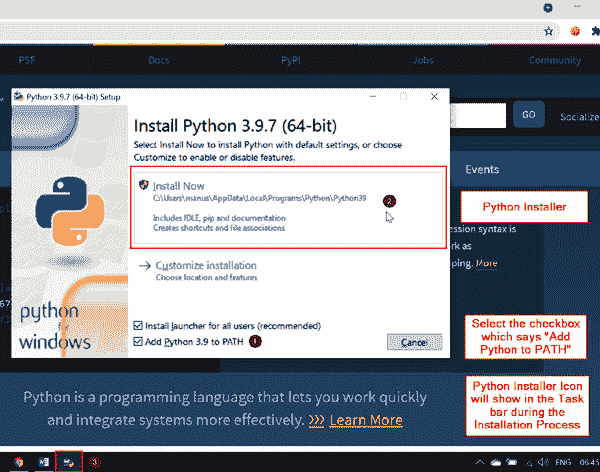 PSF Docs PyPI Jobs Community
Python 3.9.7 (64-bit) Setup
GO Socialize
Install Python 3.9.7 (64-bit)
Select Install Now to install Python with default settings, or choose
Customize to enable or disable features.
Install Now
C:\Users\manus\AppData\Local\Programs\Python\Python39
2
Includes IDLE, pip and documentation
Creates shortcuts and file associations
Customize installation
Choose location and features
Install launcher for all users (recommended)
Add Python 3.9 to PATH 1
Cancel
python
for
windows
Events
Python Installer
ession syntax is
rk as
ping. More
Select the checkbox
which says "Add
Python to PATH"
Python Installer Icon
will show in the Task
bar during the
Installation Process
Python is a programming language that lets you work quickly
and integrate systems more effectively. >>> Learn More
3
ENG 06:45